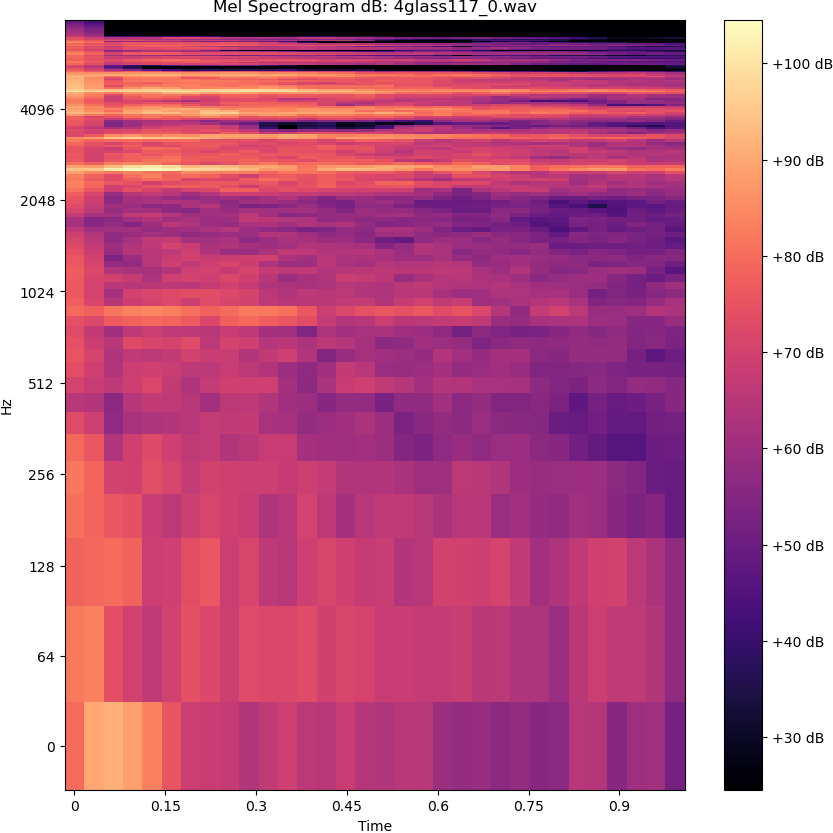 Mel Spectrogram dB: 4glass117_0.wav
+100 dB
4096
+90 dB
2048
+80 dB
1024
+70 dB
512
Hz
+60 dB
256
+50 dB
128
64
+40 dB
0
+30 dB
0 0.15 0.3 0.45 0.6 0.75 0.9
Time